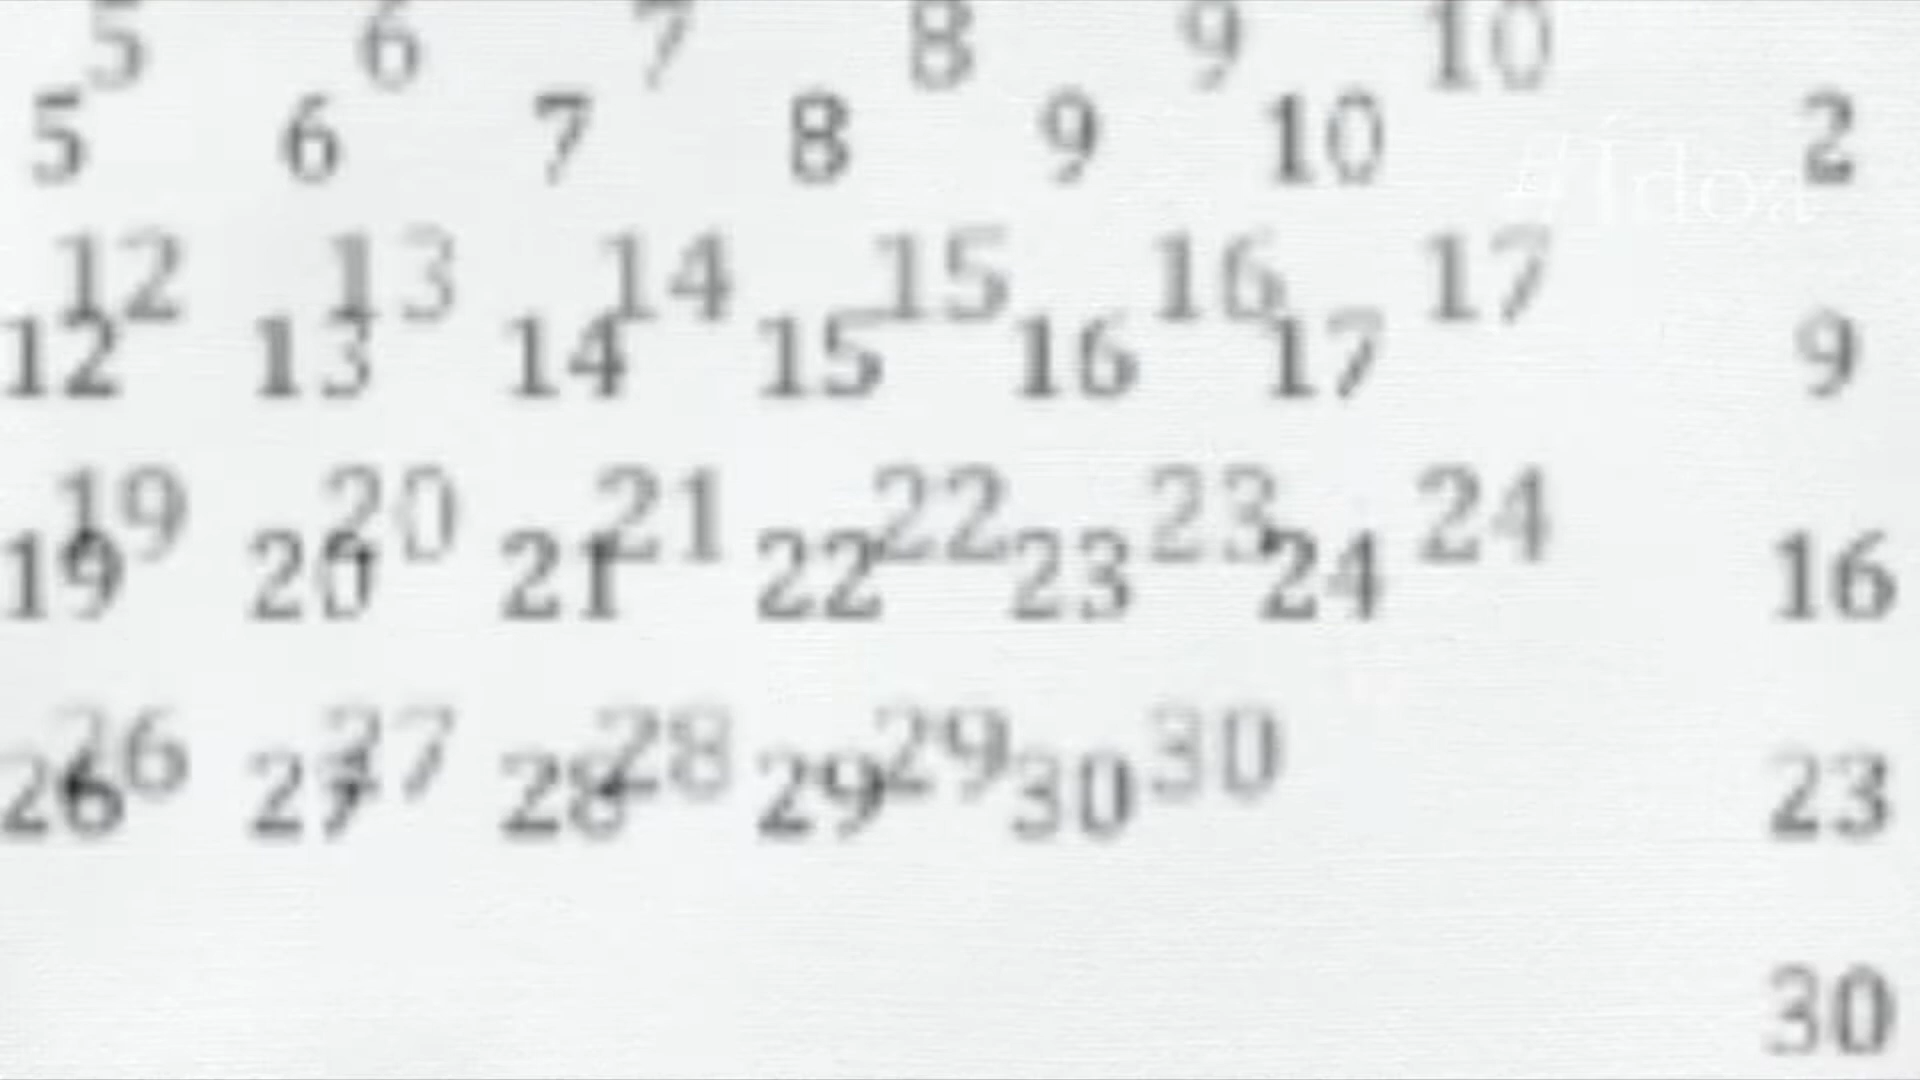 5 6 7 8 9 10
5 6 7 8 9 10 2
#Idoa
12 13 14 15 16 17
12 13 14 15 16 17 9
19 20 21 22 23 24
19 20 21 22 23 24 16
26 27 28 29 30
26 27 28 29 30 23
30